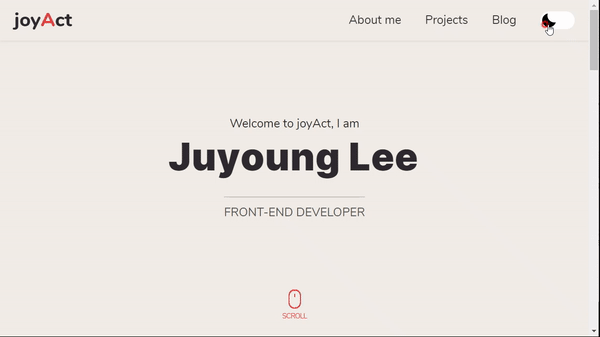 joyAct
About me
Projects
Blog
Welcome to joyAct, I am
Juyoung Lee
FRONT-END DEVELOPER
SCROLL